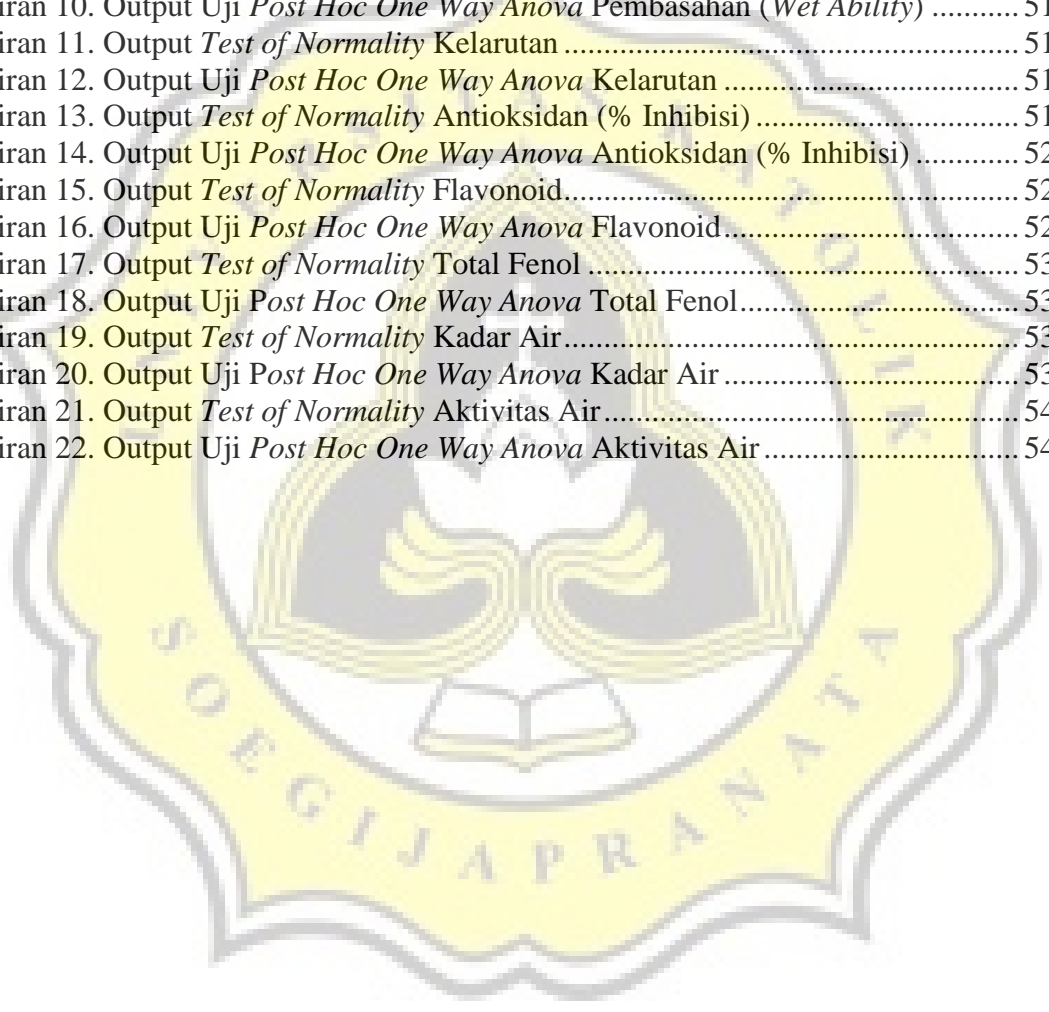 iran 10. Output Uji Post Hoc One Way Anova Pembasahan (Wet Ability) ........... 51
iran 11. Output Test of Normality Kelarutan ................................................ 51
iran 12. Output Uji Post Hoc One Way Anova Kelarutan ................................ 51
iran 13. Output Test of Normality Antioksidan (% Inhibisi) ............................ 51
iran 14. Output Uji Post Hoc One Way Anova Antioksidan (% Inhibisi) ............ 52
iran 15. Output Test of Normality Flavonoid................................................ 52
iran 16. Output Uji Post Hoc One Way Anova Flavonoid................................ 52
iran 17. Output Test of Normality Total Fenol .............................................. 53
iran 18. Output Uji Post Hoc One Way Anova Total Fenol.............................. 53
iran 19. Output Test of Normality Kadar Air................................................ 53
iran 20. Output Uji Post Hoc One Way Anova Kadar Air ................................ 53
iran 21. Output Test of Normality Aktivitas Air............................................ 54
iran 22. Output Uji Post Hoc One Way Anova Aktivitas Air ............................ 54
KATOLIK
SOEGIJAPRANATA